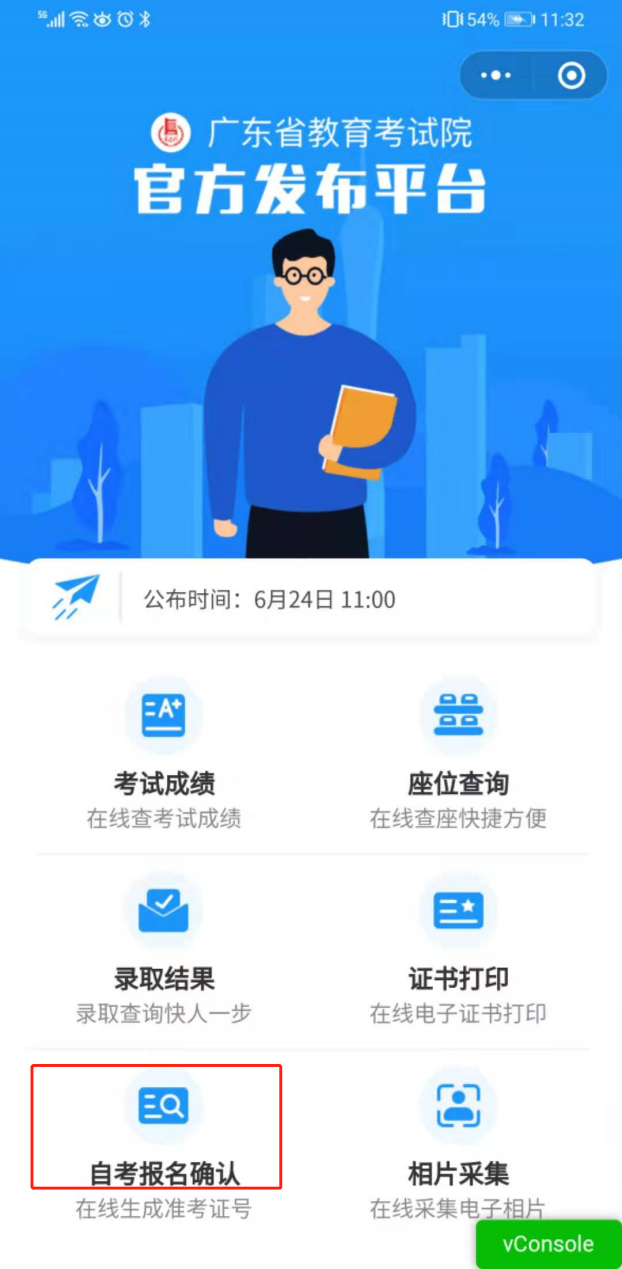 5G
54%
11:32
广东省教育考试院
官方发布平台
公布时间：6月24日 11:00
A+
考试成绩
在线查考试成绩
座位查询
在线查座快捷方便
录取结果
录取查询快人一步
证书打印
在线电子证书打印
自考报名确认
在线生成准考证号
相片采集
在线采集电子相片
vConsole